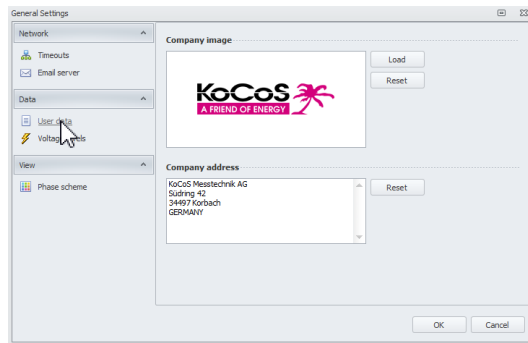 General Settings
Network
Timeouts
Email server
Data
User data
Voltage levels
View
Phase scheme
Company image
KoCoS
A FRIEND OF ENERGY
Load
Reset
Company address
KoCoS Messtechnik AG
Südring 42
34497 Korbach
GERMANY
Reset
OK
Cancel